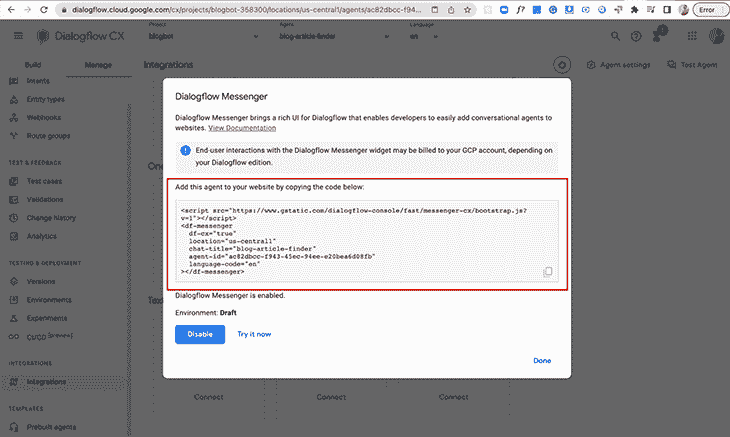 dialogflow.cloud.google.com/cx/projects/blogbot-358300/locations/us-central1/agents/ac82dbcc-f94...
Error
Dialogflow CX
Project
blogbot
Agent
blog-article-finder
Language
en
Build
Manage
Integrations
Agent settings
Test Agent
Intents
Entity types
Webhooks
Route groups
TEST & FEEDBACK
Test cases
Validations
Change history
Analytics
TESTING & DEPLOYMENT
Versions
Environments
Experiments
CI/CD
INTEGRATIONS
Integrations
TEMPLATES
Prebuilt agents
Dialogflow Messenger
Dialogflow Messenger brings a rich UI for Dialogflow that enables developers to easily add conversational agents to
websites. View Documentation
End-user interactions with the Dialogflow Messenger widget may be billed to your GCP account, depending on
your Dialogflow edition.
Add this agent to your website by copying the code below:
<script src="https://www.gstatic.com/dialogflow-console/fast/messenger-cx/bootstrap.js?
v=1"></script>
<df-messenger
df-cx="true"
location="us-central1"
chat-title="blog-article-finder"
agent-id="ac82dbcc-f943-45ec-94ee-e20bea6d08fb"
language-code="en"
></df-messenger>
Dialogflow Messenger is enabled.
Environment: Draft
Disable
Try it now
Done
Connect
Connect
Connect